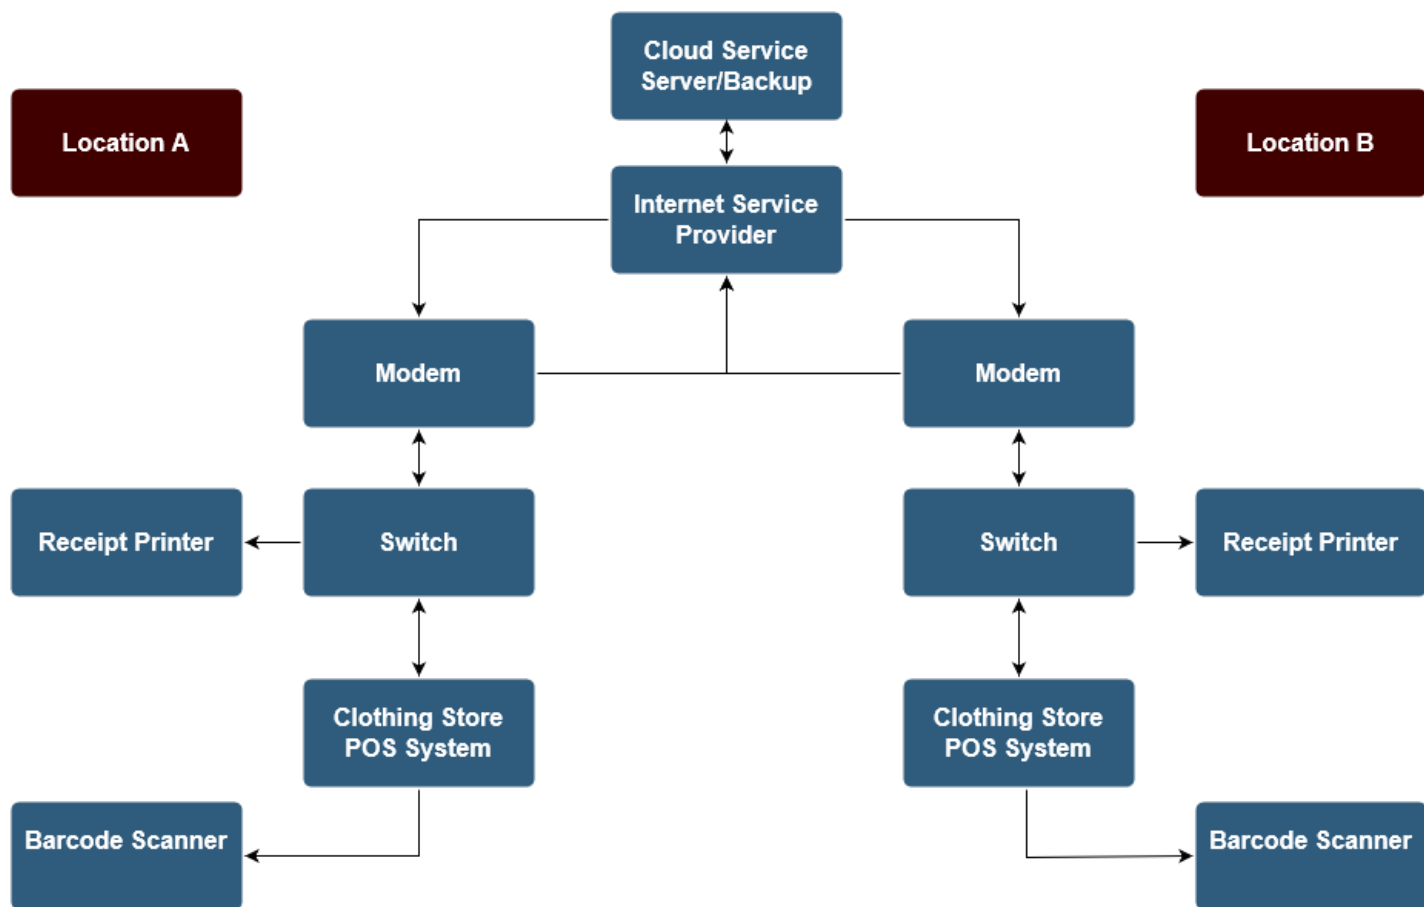 Cloud Service
Server/Backup
Location A
Location B
Internet Service
Provider
Modem
Modem
Receipt Printer
Switch
Switch
Receipt Printer
Clothing Store
POS System
Clothing Store
POS System
Barcode Scanner
Barcode Scanner